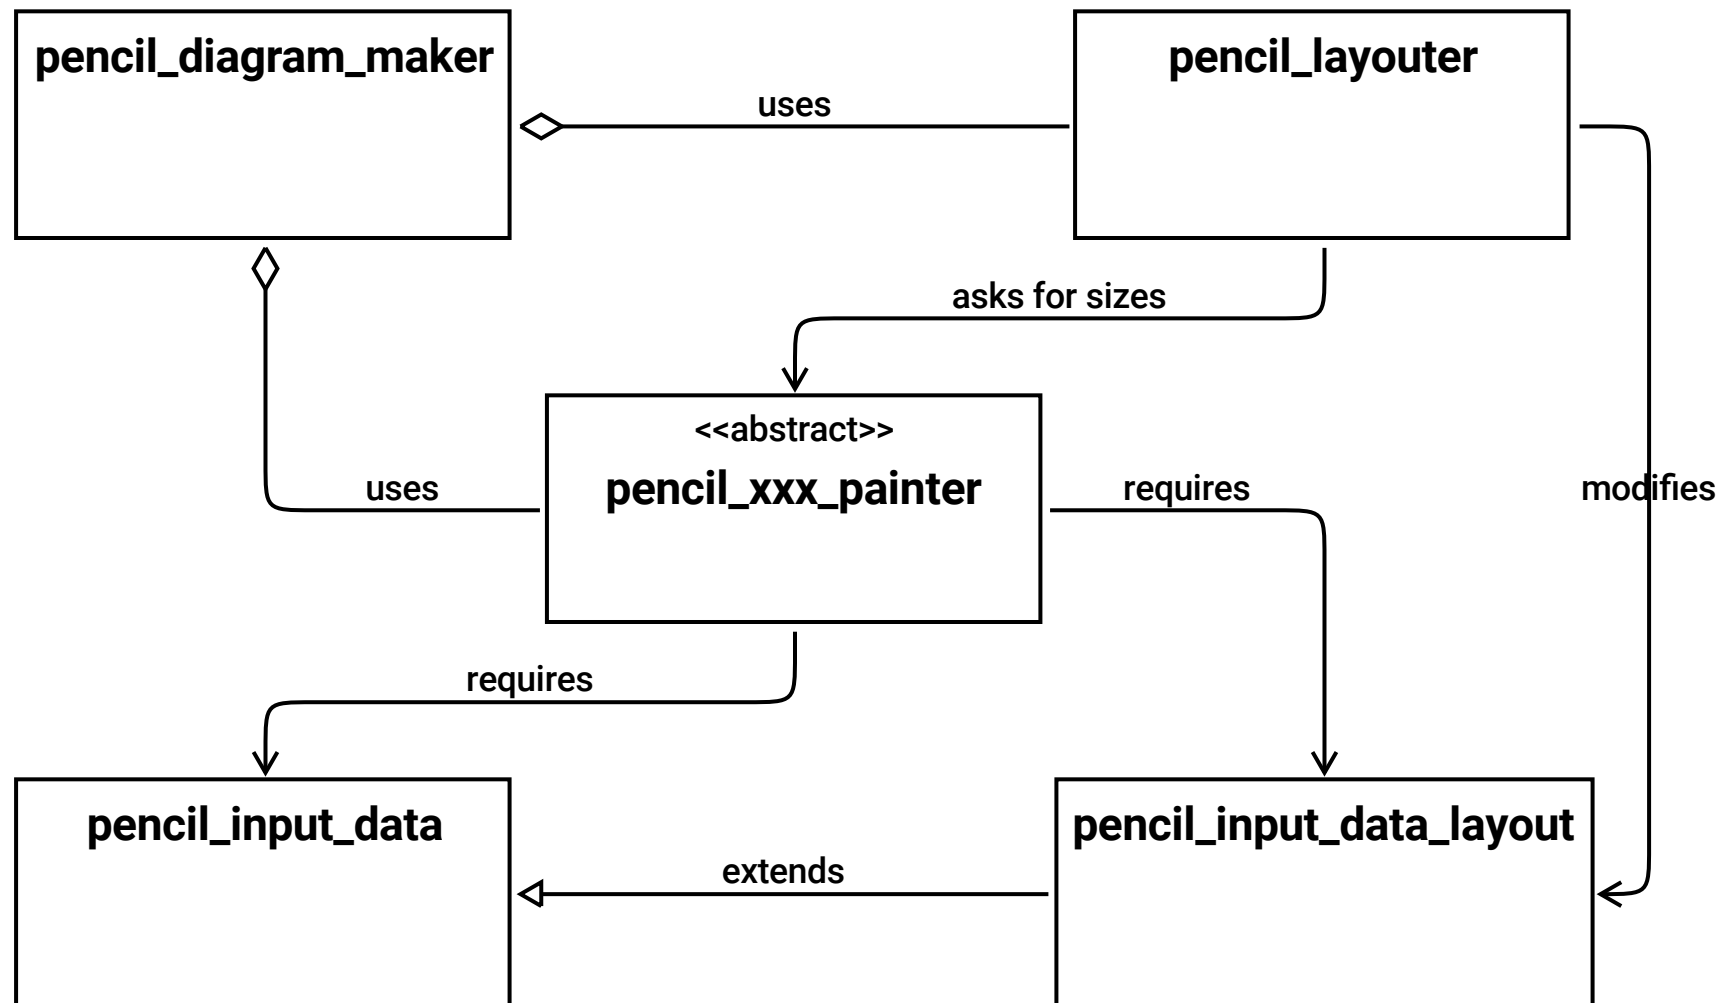 pencil_diagram_maker
pencil_layouter
uses
asks for sizes
<<abstract>>
pencil_xxx_painter
uses
requires
modifies
requires
pencil_input_data
pencil_input_data_layout
extends